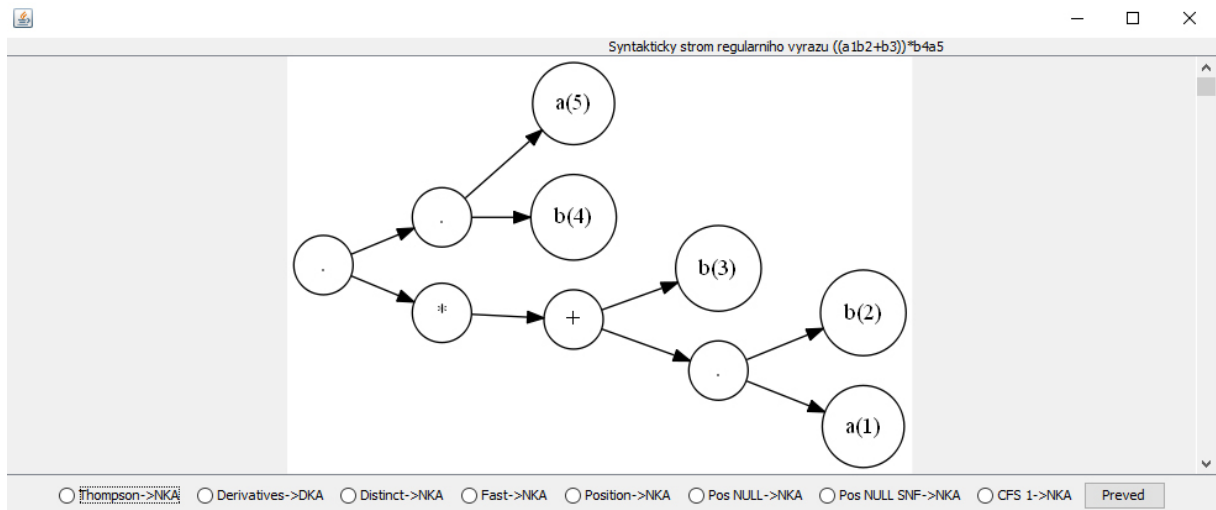 Syntakticky strom regularniho vyrazu ((a1b2+b3))*b4a5
a(5)
.
b(4)
.
b(3)
*
+
b(2)
.
a(1)
Thompson->NKA Derivatives->DKA Distinct->NKA Fast->NKA Position->NKA Pos NULL->NKA Pos NULL SNF->NKA CFS 1->NKA Preved